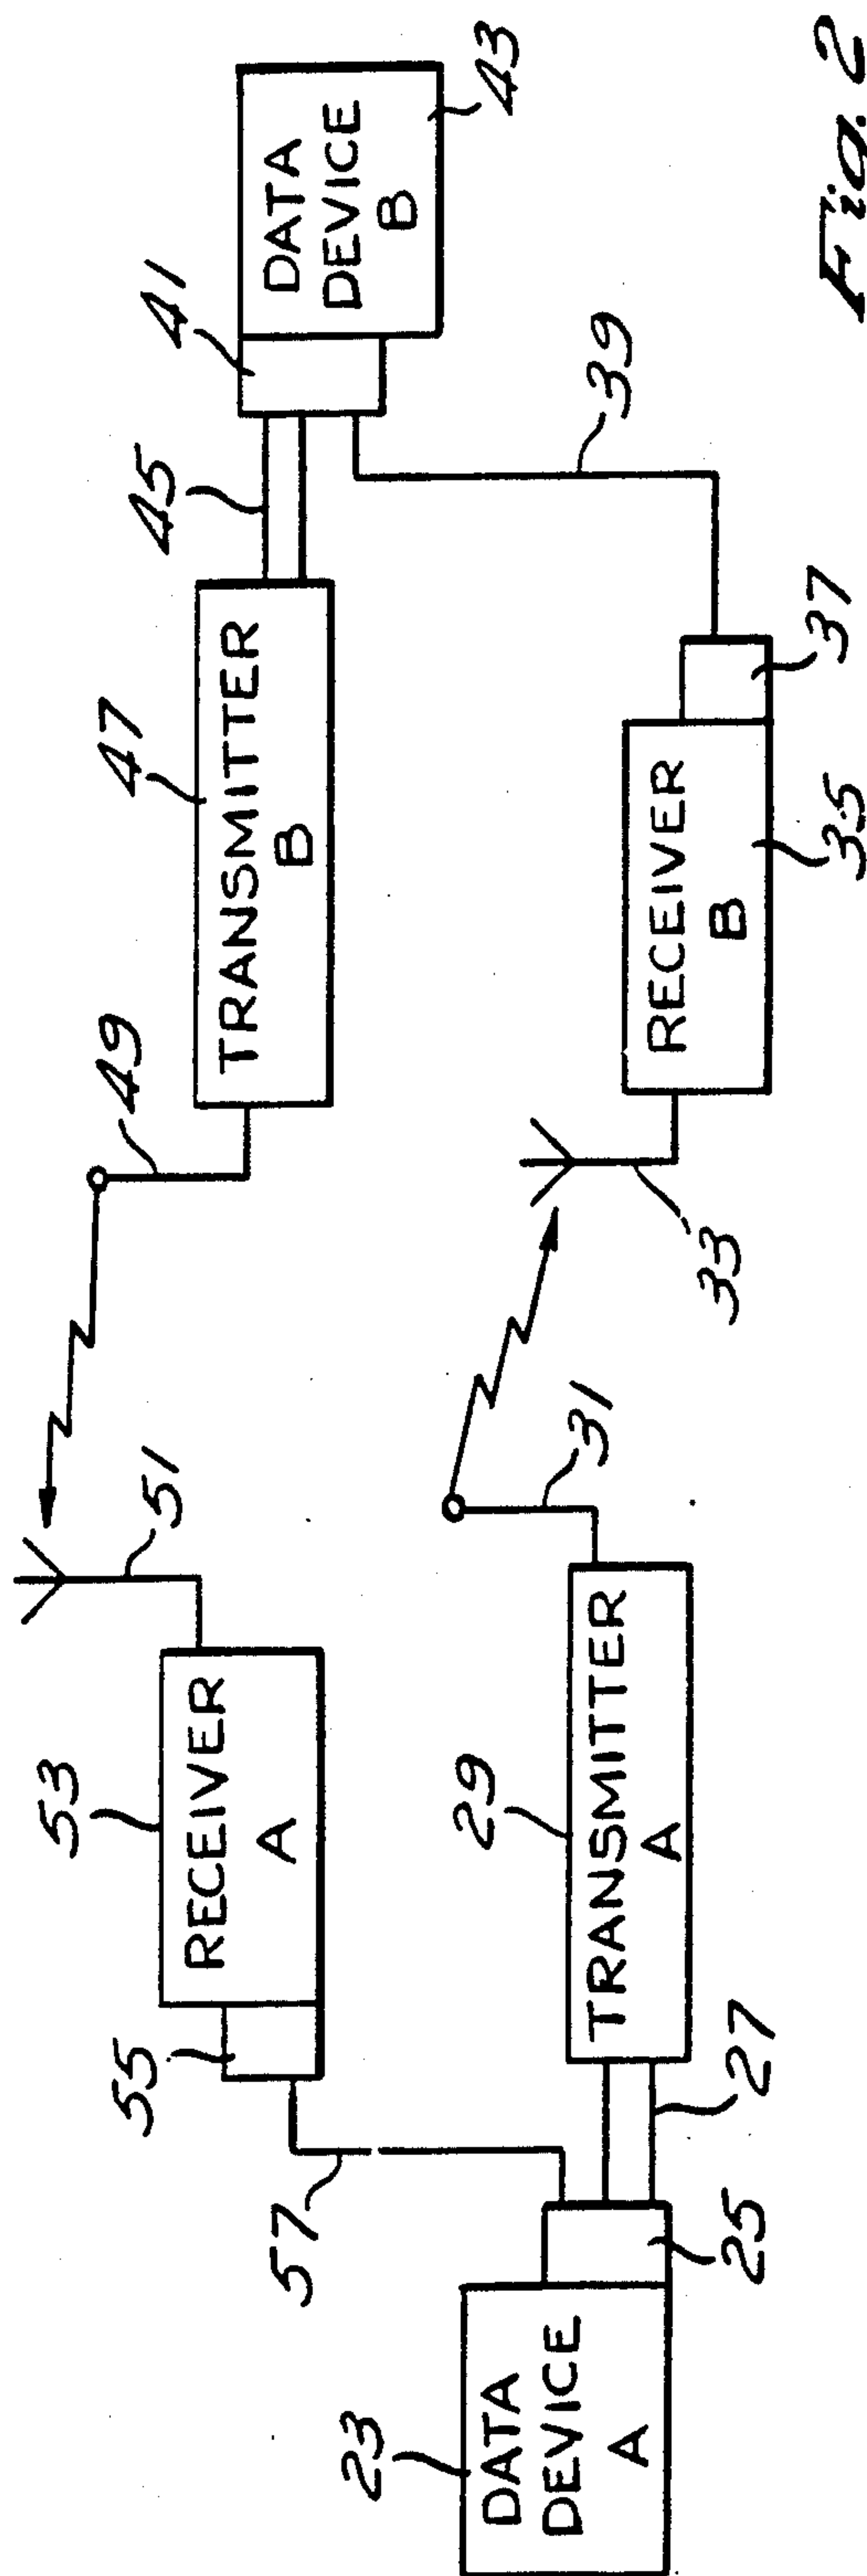 53
RECEIVER
A
55
57
51
49
47
TRANSMITTER
B
45
41
DATA
DEVICE
B
43
39
23
DATA
DEVICE
A
25
27
29
TRANSMITTER
A
31
33
RECEIVER
B
35
37
Fig. 2